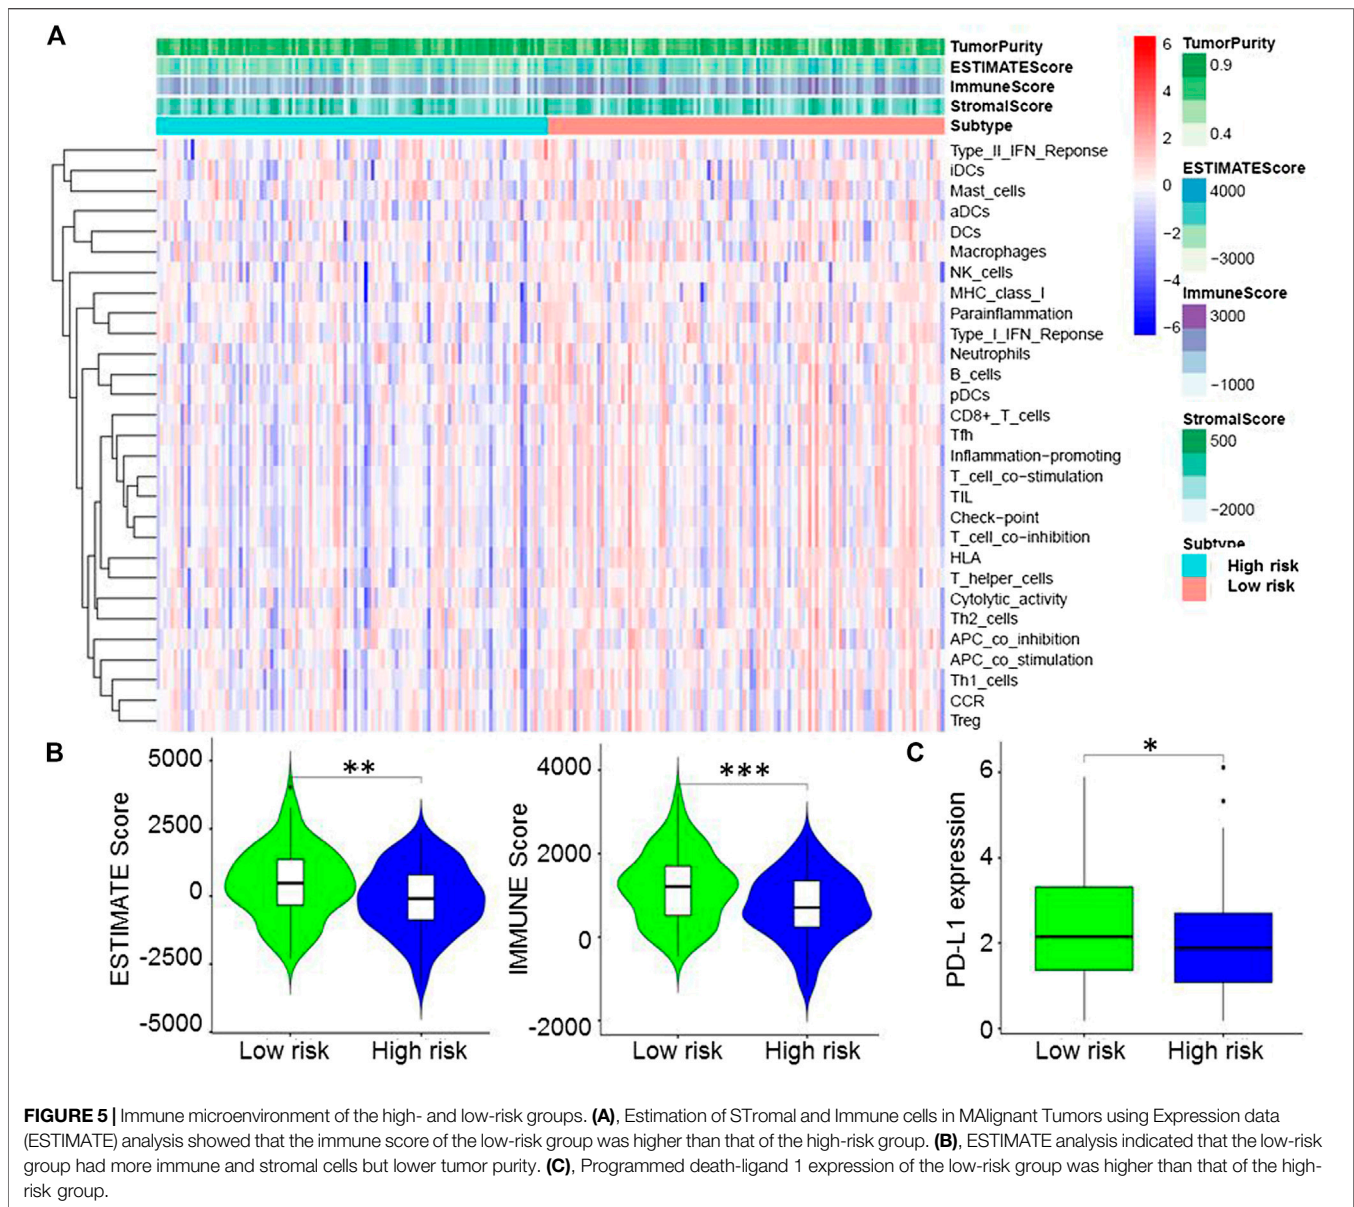 A
TumorPurity
ESTIMATEScore
ImmuneScore
StromalScore
Subtype
Type_II_IFN_Reponse
iDCs
Mast_cells
aDCs
DCs
Macrophages
NK_cells
MHC_class_I
Parainflammation
Type_I_IFN_Reponse
Neutrophils
B_cells
pDCs
CD8+_T_cells
Tfh
Inflammation-promoting
T_cell_co-stimulation
TIL
Check-point
T_cell_co-inhibition
HLA
T_helper_cells
Cytolytic_activity
Th2_cells
APC_co_inhibition
APC_co_stimulation
Th1_cells
CCR
Treg
6
4
2
0
-2
-4
-6
TumorPurity
0.9
0.4
ESTIMATEScore
4000
-3000
ImmuneScore
3000
-1000
StromalScore
500
-2000
Subtype
High risk
Low risk
B
ESTIMATE Score
5000
2500
0
-2500
-5000
**
Low risk High risk
IMMUNE Score
4000
2000
0
-2000
***
Low risk High risk
C
PD-L1 expression
6
4
2
0
*
Low risk High risk
FIGURE 5 | Immune microenvironment of the high- and low-risk groups. (A), Estimation of STromal and Immune cells in MAlignant Tumors using Expression data
(ESTIMATE) analysis showed that the immune score of the low-risk group was higher than that of the high-risk group. (B), ESTIMATE analysis indicated that the low-risk
group had more immune and stromal cells but lower tumor purity. (C), Programmed death-ligand 1 expression of the low-risk group was higher than that of the high-
risk group.